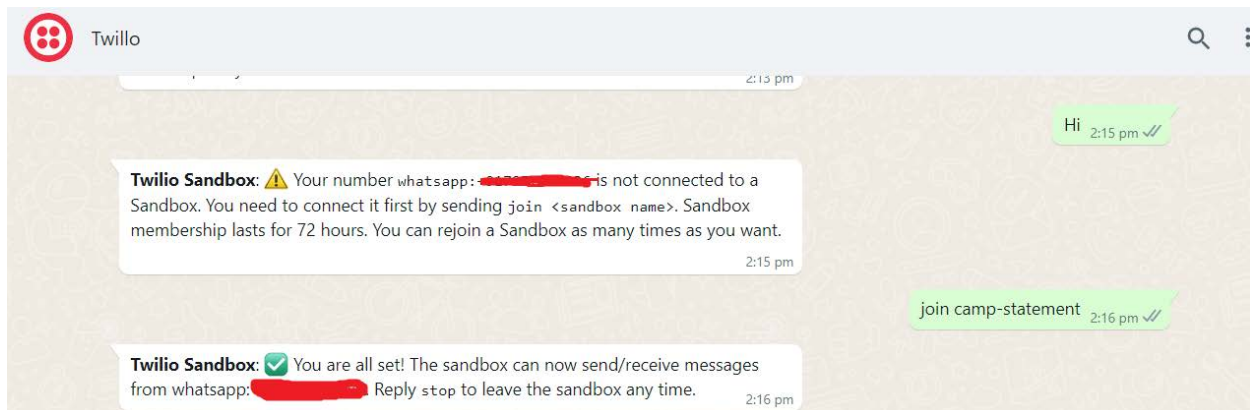 Twillo
2:13 pm
Hi 2:15 pm
Twilio Sandbox: ⚠️ Your number whatsapp: is not connected to a
Sandbox. You need to connect it first by sending join <sandbox name>. Sandbox
membership lasts for 72 hours. You can rejoin a Sandbox as many times as you want.
2:15 pm
join camp-statement 2:16 pm
Twilio Sandbox: ✅ You are all set! The sandbox can now send/receive messages
from whatsapp: Reply stop to leave the sandbox any time.
2:16 pm